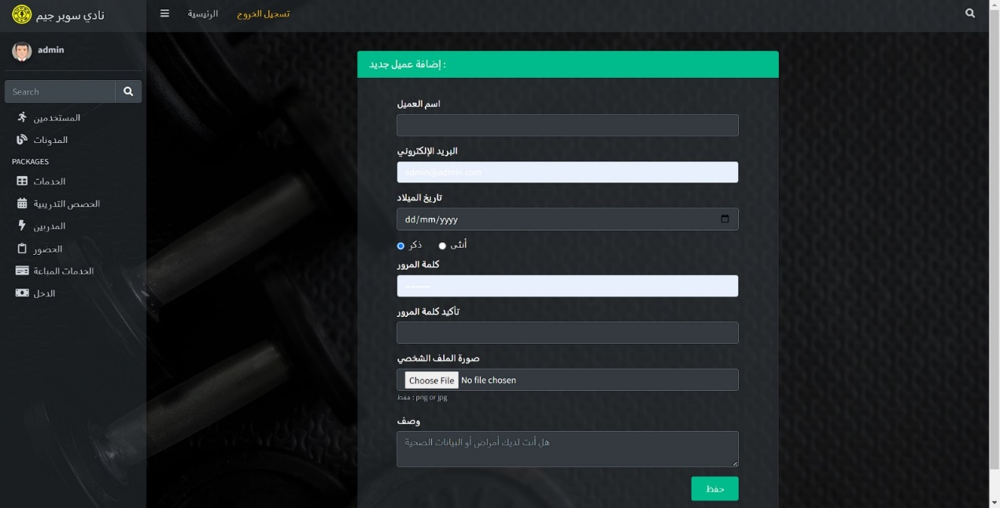 نادي سوبر جيم
الرئيسية
تسجيل الخروج
admin
Search
المستخدمين
المدونات
PACKAGES
الخدمات
الحصص التدريبية
المدربين
الحضور
الخدمات المباعة
الدخل
إضافة عميل جديد :
اسم العميل
البريد الإلكتروني
admin@admin.com
تاريخ الميلاد
dd/mm/yyyy
ذكر
أنثى
كلمة المرور
تأكيد كلمة المرور
صورة الملف الشخصي
Choose File No file chosen
فقط : png or jpg
وصف
هل أنت لديك أمراض أو البيانات الصحية
حفظ